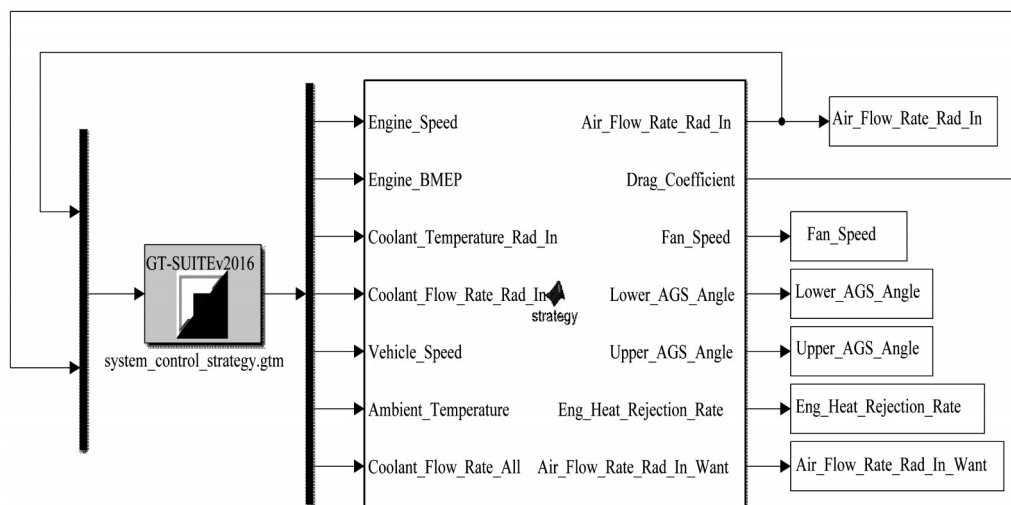 Engine_Speed
Air_Flow_Rate_Rad_In
Air_Flow_Rate_Rad_In
Engine_BMEP
Drag_Coefficient
Coolant_Temperature_Rad_In
Fan_Speed
Fan_Speed
GT-SUITEv2016
system_control_strategy.gtm
Coolant_Flow_Rate_Rad_In
strategy
Lower_AGS_Angle
Lower_AGS_Angle
Vehicle_Speed
Upper_AGS_Angle
Upper_AGS_Angle
Ambient_Temperature
Eng_Heat_Rejection_Rate
Eng_Heat_Rejection_Rate
Coolant_Flow_Rate_All
Air_Flow_Rate_Rad_In_Want
Air_Flow_Rate_Rad_In_Want